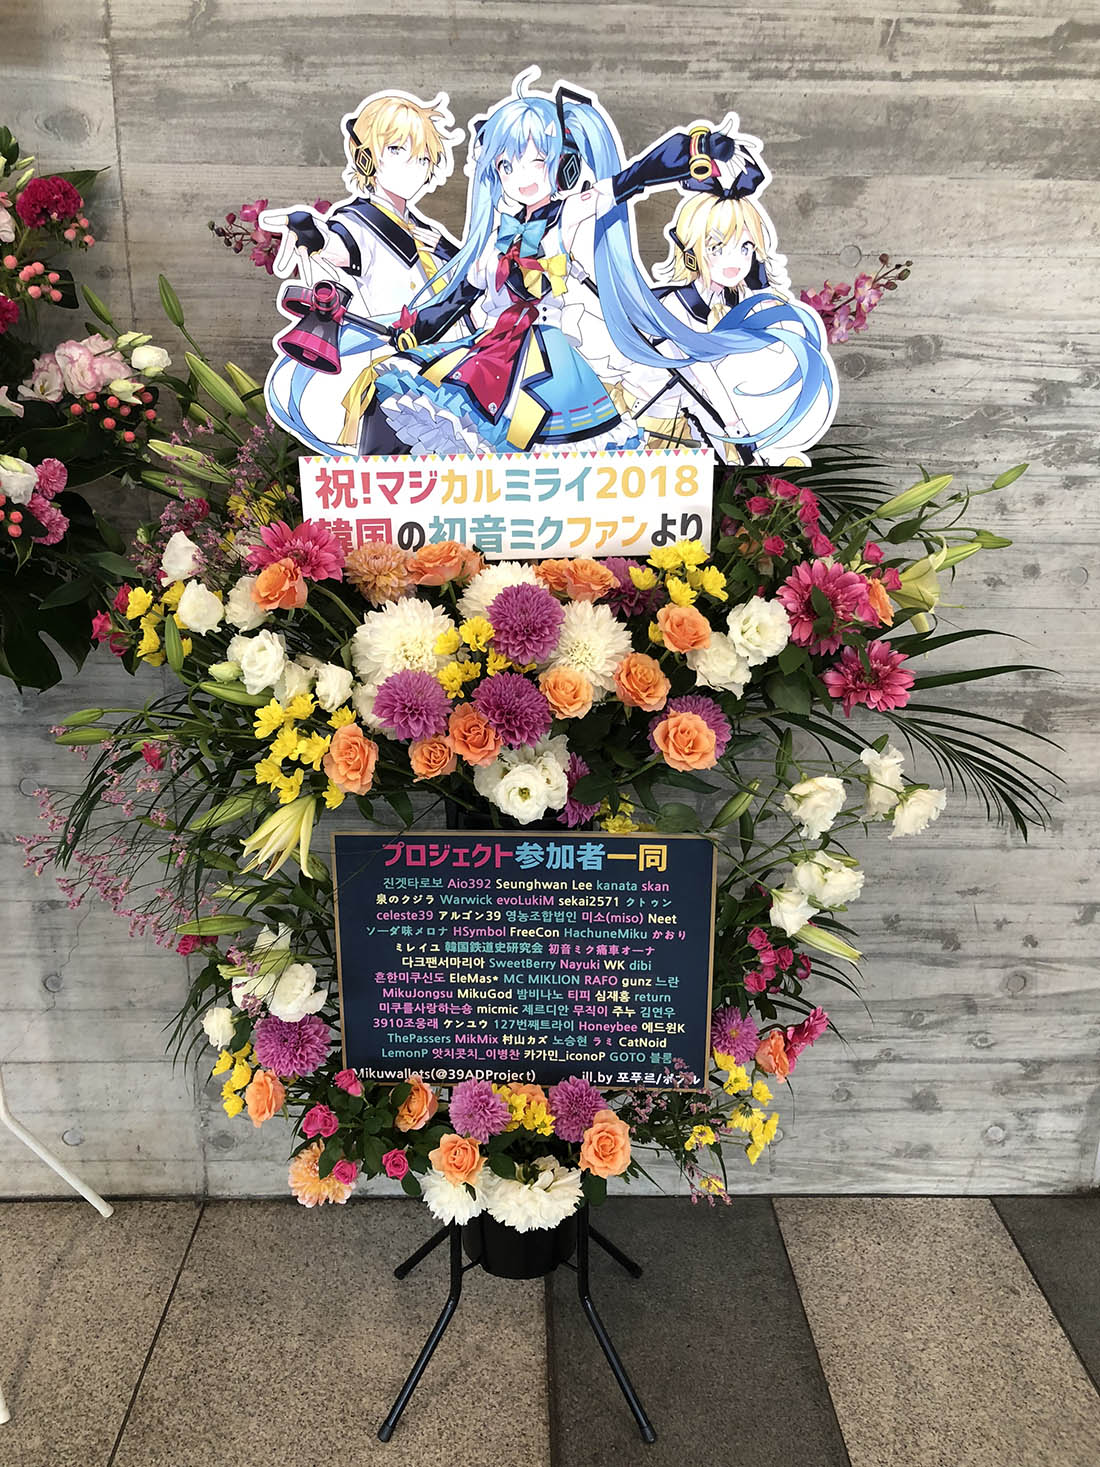 祝!マジカルミライ2018
韓国の初音ミクファンより
プロジェクト参加者一同
진겟타로보 Aio392 Seunghwan Lee kanata skan
泉のクジラ Warwick evoLukiM sekai2571 クトゥン
celeste39 アルゴン39 영농조합법인 미소(miso) Neet
ソーダ味メロナ HSymbol FreeCon HachuneMiku かおり
ミレイユ 韓国鉄道史研究会 初音ミク痛車オーナ
다크팬서마리아 SweetBerry Nayuki WK dibi
흔한미쿠신도 EleMas* MC MIKLION RAFO gunz 느란
MikuJongsu MikuGod 밤비나노 티피 심재홍 return
미쿠를사랑하는숑 micmic 제르디안 무직이 주누 김연우
3910조웅래 ケンユウ 127번째트라이 Honeybee 에드윈K
ThePassers MikMix 村山カズ 노승현 ラミ CatNoid
LemonP 앗치콧치_이병찬 카가민_iconoP GOTO 블룸
Mikuwallets(@39ADProject) ill.by 포푸르/ポプル